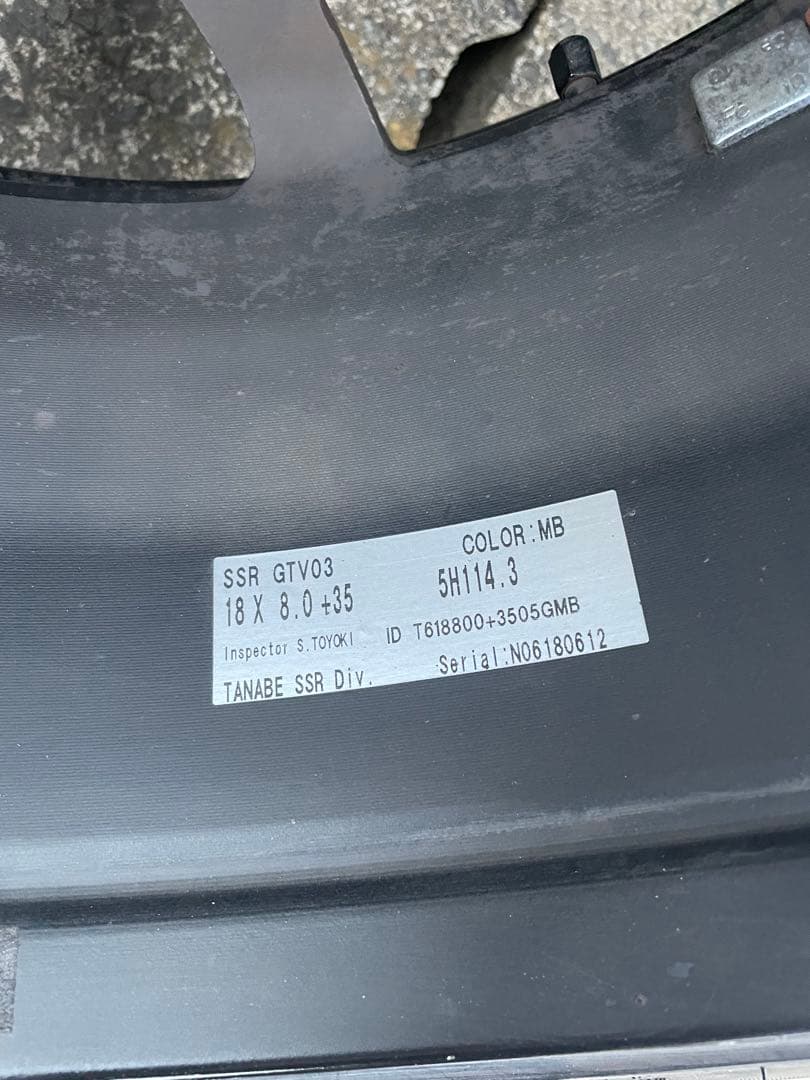 SSR GTV03 COLOR:MB
18 X 8.0 +35 5H114.3
Inspector S.TOYOKI ID T618800+3505GMB
TANABE SSR Div. Serial:N06180612